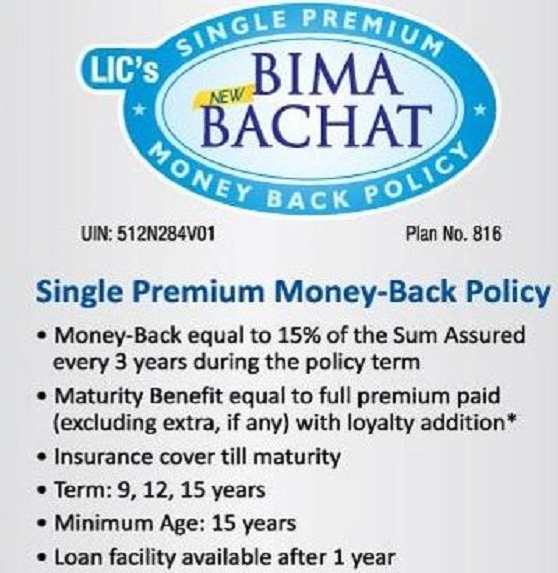 SINGLE PREMIUM
LIC's
NEW BIMA
BACHAT
MONEY BACK POLICY
UIN: 512N284V01 Plan No. 816
Single Premium Money-Back Policy
• Money-Back equal to 15% of the Sum Assured
every 3 years during the policy term
• Maturity Benefit equal to full premium paid
(excluding extra, if any) with loyalty addition*
• Insurance cover till maturity
• Term: 9, 12, 15 years
• Minimum Age: 15 years
• Loan facility available after 1 year